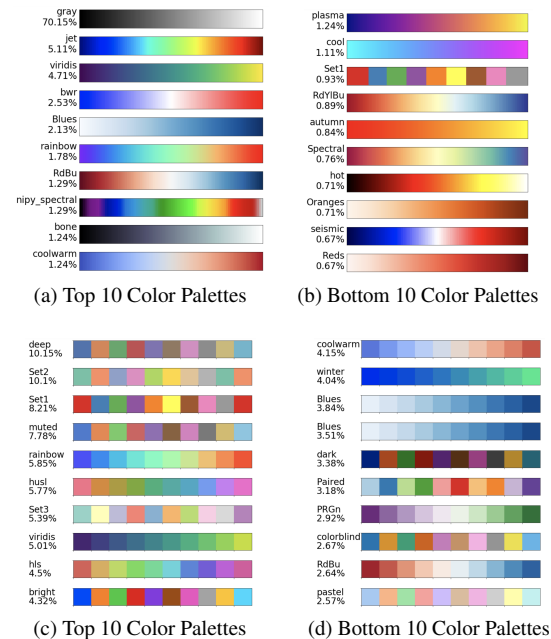 gray
70.15%
jet
5.11%
viridis
4.71%
bwr
2.53%
Blues
2.13%
rainbow
1.78%
RdBu
1.29%
nipy_spectral
1.29%
bone
1.24%
coolwarm
1.24%
(a) Top 10 Color Palettes
plasma
1.24%
cool
1.11%
Set1
0.93%
RdYlBu
0.89%
autumn
0.84%
Spectral
0.76%
hot
0.71%
Oranges
0.71%
seismic
0.67%
Reds
0.67%
(b) Bottom 10 Color Palettes
deep
10.15%
Set2
10.1%
Set1
8.21%
muted
7.78%
rainbow
5.85%
husl
5.77%
Set3
5.39%
viridis
5.01%
hls
4.5%
bright
4.32%
(c) Top 10 Color Palettes
coolwarm
4.15%
winter
4.04%
Blues
3.84%
Blues
3.51%
dark
3.38%
Paired
3.18%
PRGn
2.92%
colorblind
2.67%
RdBu
2.64%
pastel
2.57%
(d) Bottom 10 Color Palettes